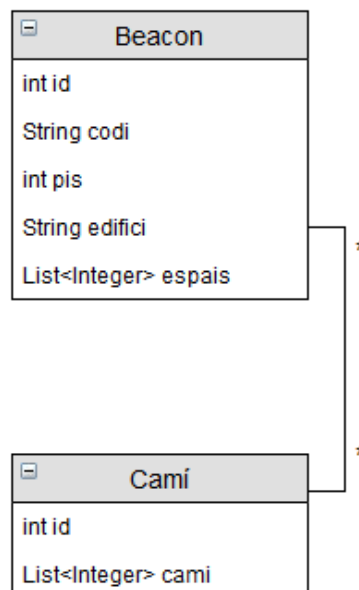 Beacon
int id
String codi
int pis
String edifici
List<Integer> espais
*
*
Camí
int id
List<Integer> cami